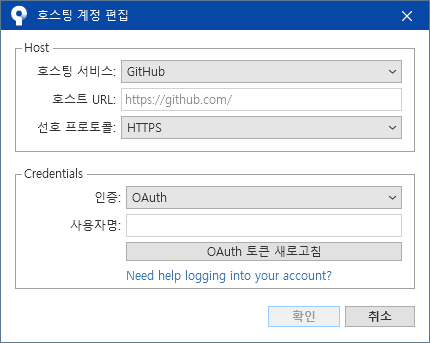 호스팅 계정 편집
Host
호스팅 서비스: GitHub
호스트 URL: https://github.com/
선호 프로토콜: HTTPS
Credentials
인증: OAuth
사용자명:
OAuth 토큰 새로고침
Need help logging into your account?
확인 취소